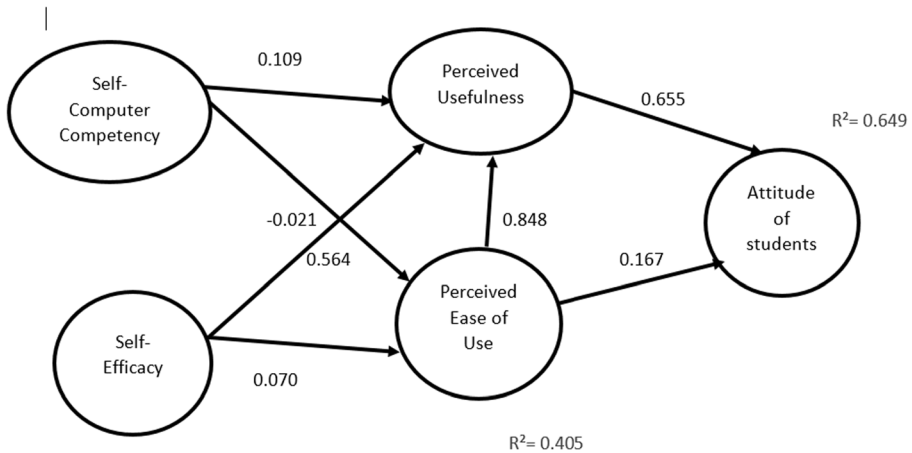 Self-
Computer
Competency
0.109
Perceived
Usefulness
0.655
R²= 0.649
Attitude
of
students
-0.021
0.564
0.848
0.167
Perceived
Ease of
Use
Self-
Efficacy
0.070
R²= 0.405